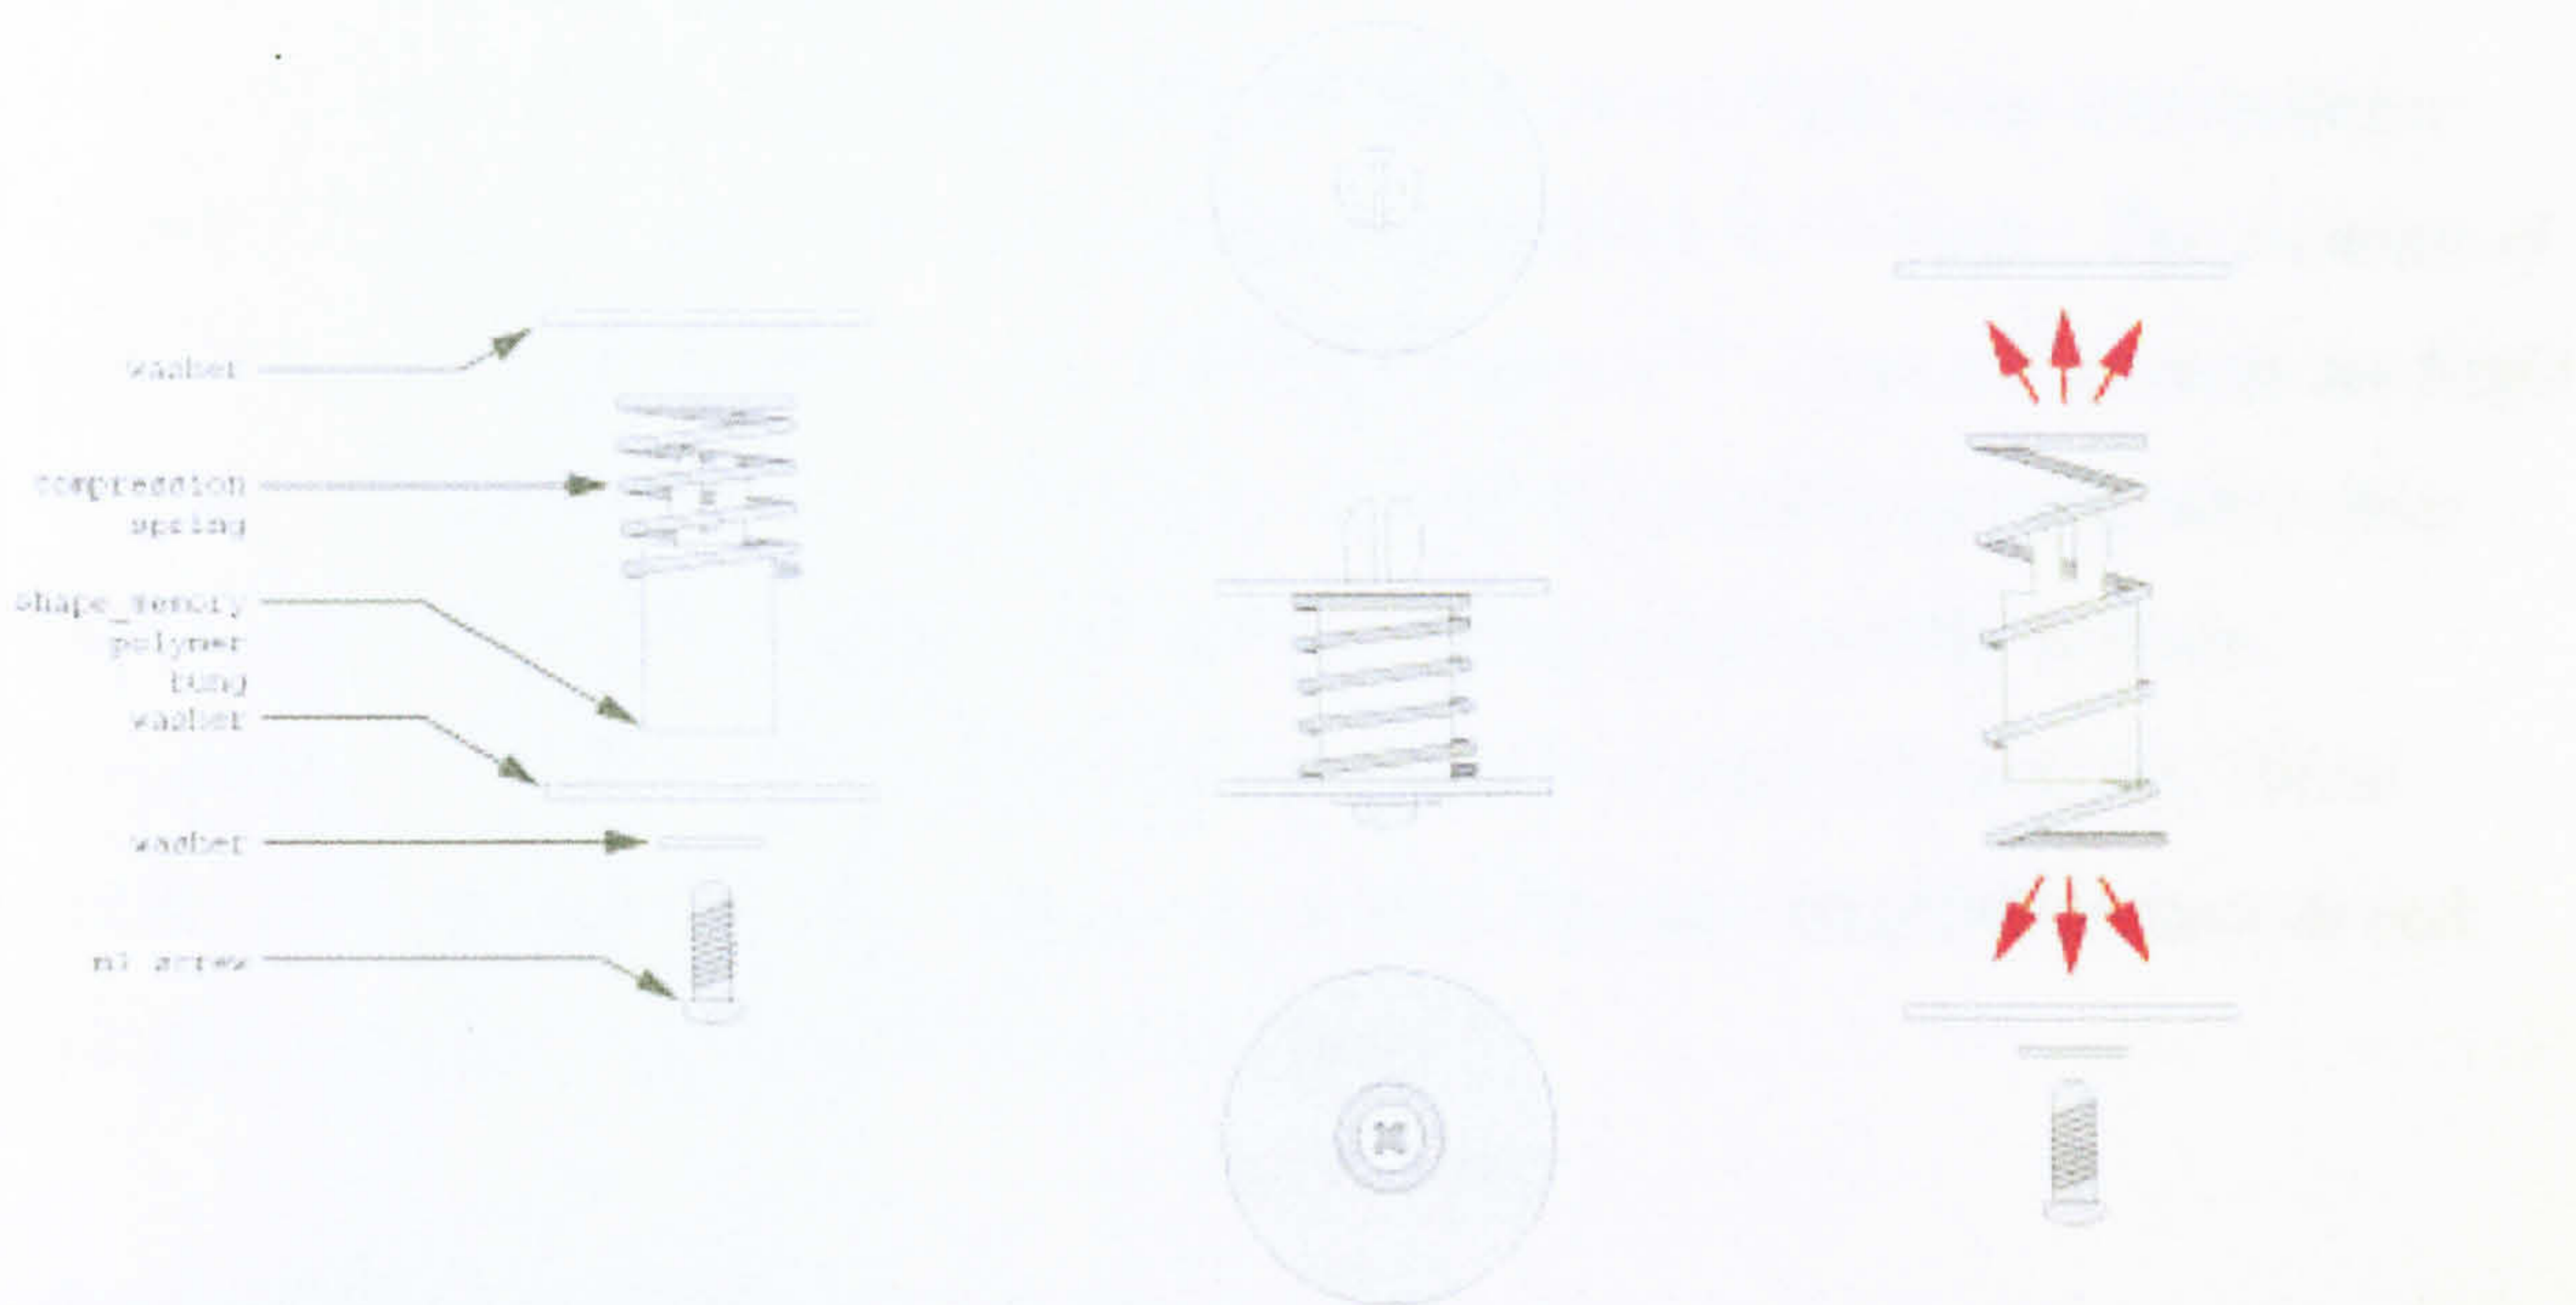 washer
compression
spring
shape_memory
polymer
bung
washer
washer
screw